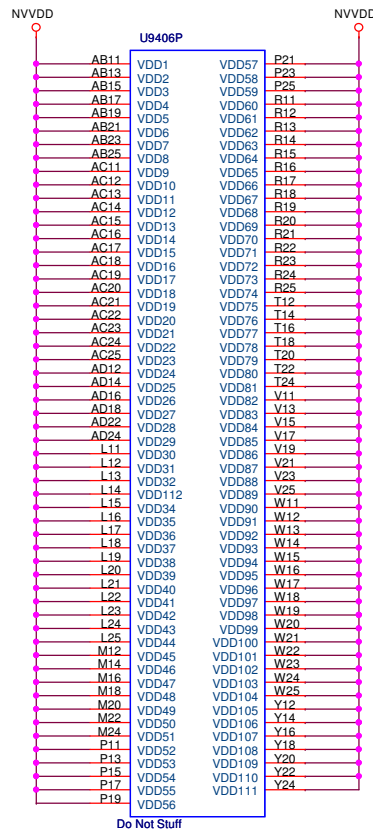 NVVDD NVVDD
U9406P
AB11 VDD1 VDD57 P21
AB13 VDD2 VDD58 P23
AB15 VDD3 VDD59 P25
AB17 VDD4 VDD60 R11
AB19 VDD5 VDD61 R12
AB21 VDD6 VDD62 R13
AB23 VDD7 VDD63 R14
AB25 VDD8 VDD64 R15
AC11 VDD9 VDD65 R16
AC12 VDD10 VDD66 R17
AC13 VDD11 VDD67 R18
AC14 VDD12 VDD68 R19
AC15 VDD13 VDD69 R20
AC16 VDD14 VDD70 R21
AC17 VDD15 VDD71 R22
AC18 VDD16 VDD72 R23
AC19 VDD17 VDD73 R24
AC20 VDD18 VDD74 R25
AC21 VDD19 VDD75 T12
AC22 VDD20 VDD76 T14
AC23 VDD21 VDD77 T16
AC24 VDD22 VDD78 T18
AC25 VDD23 VDD79 T20
AD12 VDD24 VDD80 T22
AD14 VDD25 VDD81 T24
AD16 VDD26 VDD82 V11
AD18 VDD27 VDD83 V13
AD22 VDD28 VDD84 V15
AD24 VDD29 VDD85 V17
L11 VDD30 VDD86 V19
L12 VDD31 VDD87 V21
L13 VDD32 VDD88 V23
L14 VDD112 VDD89 V25
L15 VDD34 VDD90 W11
L16 VDD35 VDD91 W12
L17 VDD36 VDD92 W13
L18 VDD37 VDD93 W14
L19 VDD38 VDD94 W15
L20 VDD39 VDD95 W16
L21 VDD40 VDD96 W17
L22 VDD41 VDD97 W18
L23 VDD42 VDD98 W19
L24 VDD43 VDD99 W20
L25 VDD44 VDD100 W21
M12 VDD45 VDD101 W22
M14 VDD46 VDD102 W23
M16 VDD47 VDD103 W24
M18 VDD48 VDD104 W25
M20 VDD49 VDD105 Y12
M22 VDD50 VDD106 Y14
M24 VDD51 VDD107 Y16
P11 VDD52 VDD108 Y18
P13 VDD53 VDD109 Y20
P15 VDD54 VDD110 Y22
P17 VDD55 VDD111 Y24
P19 VDD56
Do Not Stuff